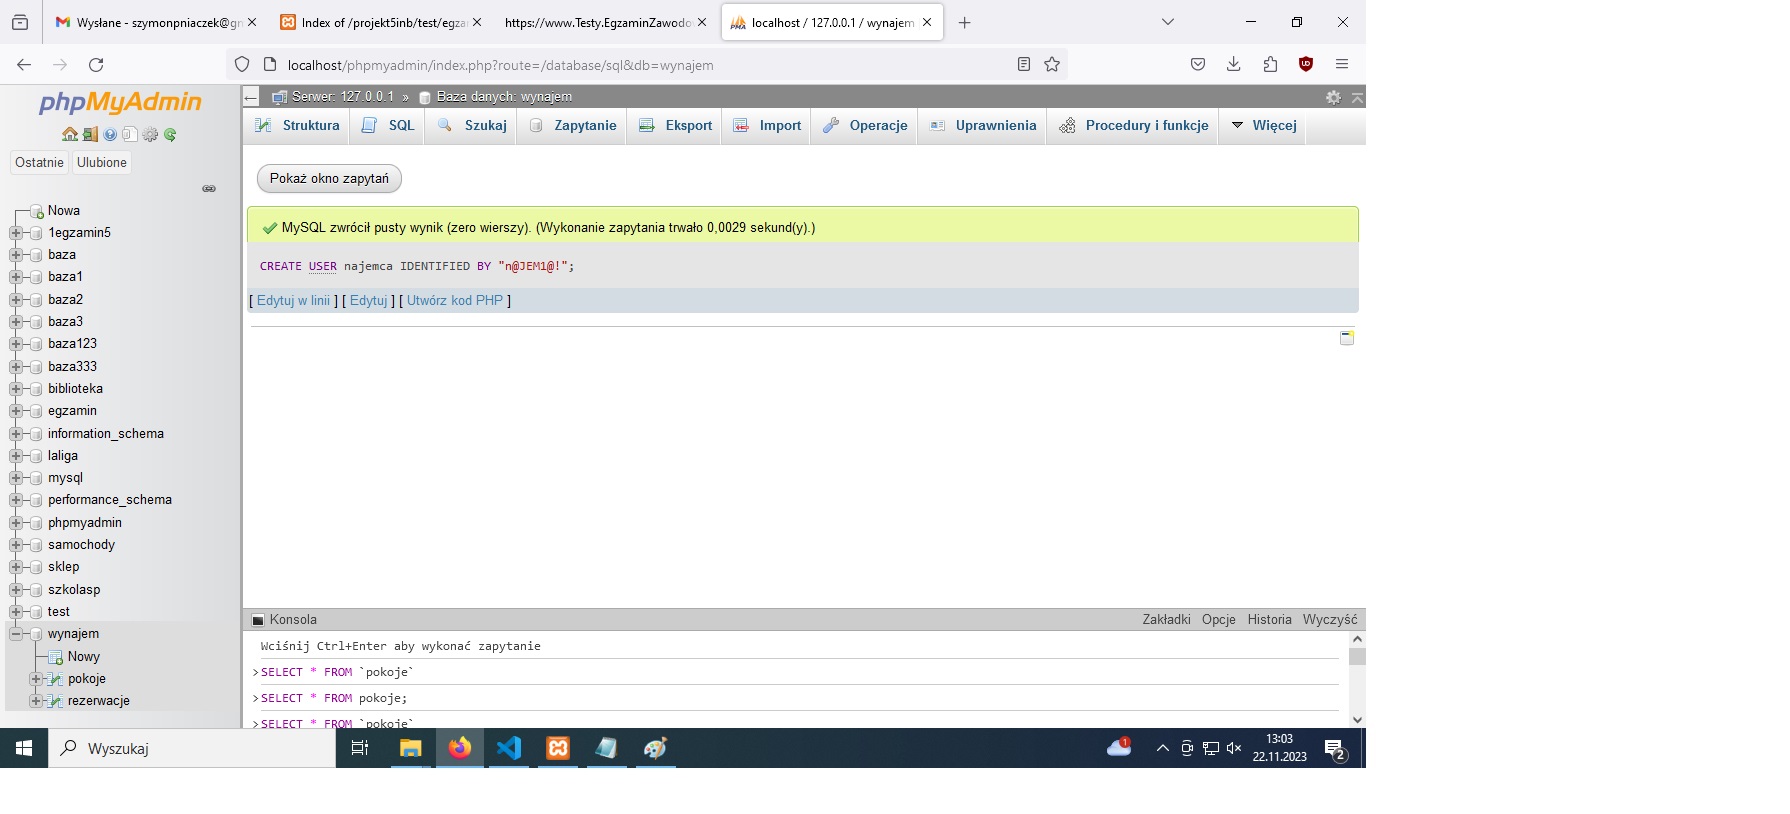 Wysłane - szymonpniaczek@gm
Index of /projekt5inb/test/egza
https://www.Testy.EgzaminZawodo
localhost / 127.0.0.1 / wynajem
localhost/phpmyadmin/index.php?route=/database/sql&db=wynajem
phpMyAdmin
Ostatnie
Ulubione
Nowa
1egzamin5
baza
baza1
baza2
baza3
baza123
baza333
biblioteka
egzamin
information_schema
laliga
mysql
performance_schema
phpmyadmin
samochody
sklep
szkolasp
test
wynajem
Nowy
pokoje
rezerwacje
Serwer: 127.0.0.1 » Baza danych: wynajem
Struktura SQL Szukaj Zapytanie Eksport Import Operacje Uprawnienia Procedury i funkcje Więcej
Pokaż okno zapytań
MySQL zwrócił pusty wynik (zero wierszy). (Wykonanie zapytania trwało 0,0029 sekund(y).)
CREATE USER najemca IDENTIFIED BY "n@JEM1@!";
[ Edytuj w linii ] [ Edytuj ] [ Utwórz kod PHP ]
Konsola
Zakładki Opcje Historia Wyczyść
Wciśnij Ctrl+Enter aby wykonać zapytanie
>SELECT * FROM `pokoje`
>SELECT * FROM pokoje;
>SELECT * FROM `pokoje`
Wyszukaj
1
13:03
22.11.2023
2